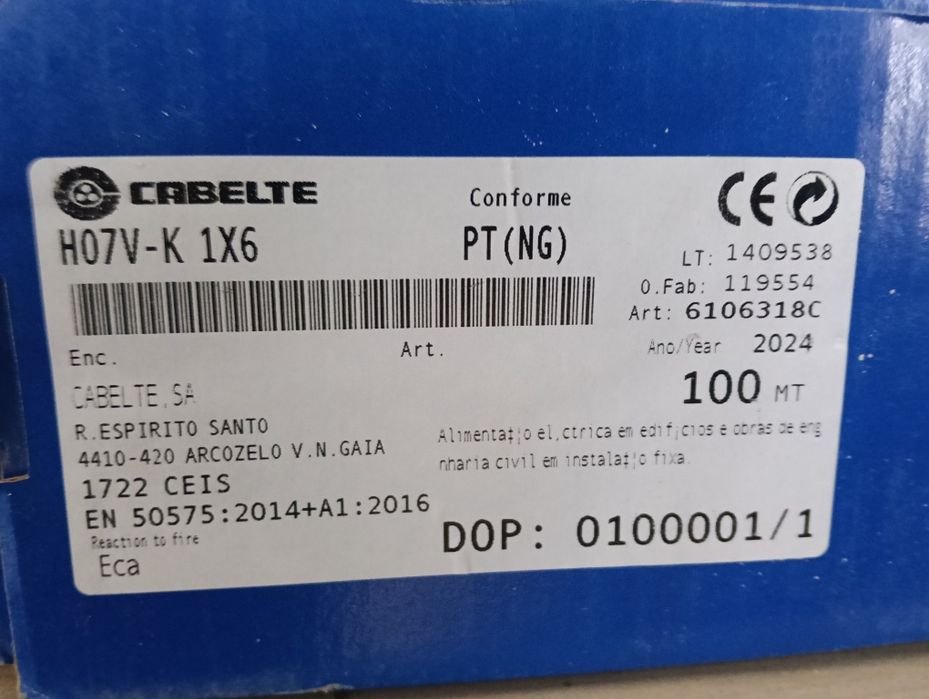 CABELTE
Conforme
CE
H07V-K 1X6
PT(NG)
LT: 1409538
O.Fab: 119554
Art: 6106318C
Enc.
Art.
Ano/Year 2024
100 MT
CABELTE,SA
R.ESPIRITO SANTO
4410-420 ARCOZELO V.N.GAIA
Alimentaț¡o el,ctrica em edif¡cios e obras de eng
nharia civil em instalaț¡o fixa.
1722 CEIS
EN 50575:2014+A1:2016
Reaction to fire
Eca
DOP: 0100001/1